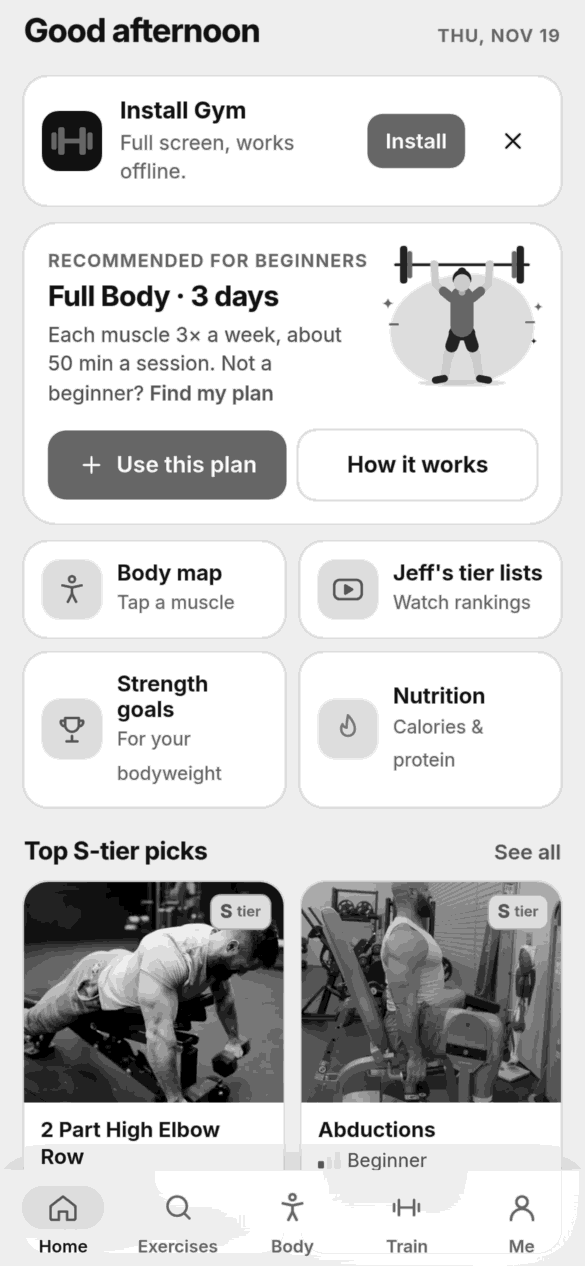 Good afternoon
THU, NOV 19
Install Gym
Full screen, works
offline.
Install
RECOMMENDED FOR BEGINNERS
Full Body · 3 days
Each muscle 3× a week, about
50 min a session. Not a
beginner? Find my plan
+ Use this plan
How it works
Body map
Tap a muscle
Jeff's tier lists
Watch rankings
Strength
goals
For your
bodyweight
Nutrition
Calories &
protein
Top S-tier picks
See all
S tier
S tier
2 Part High Elbow
Row
Abductions
Beginner
Home
Exercises
Body
Train
Me